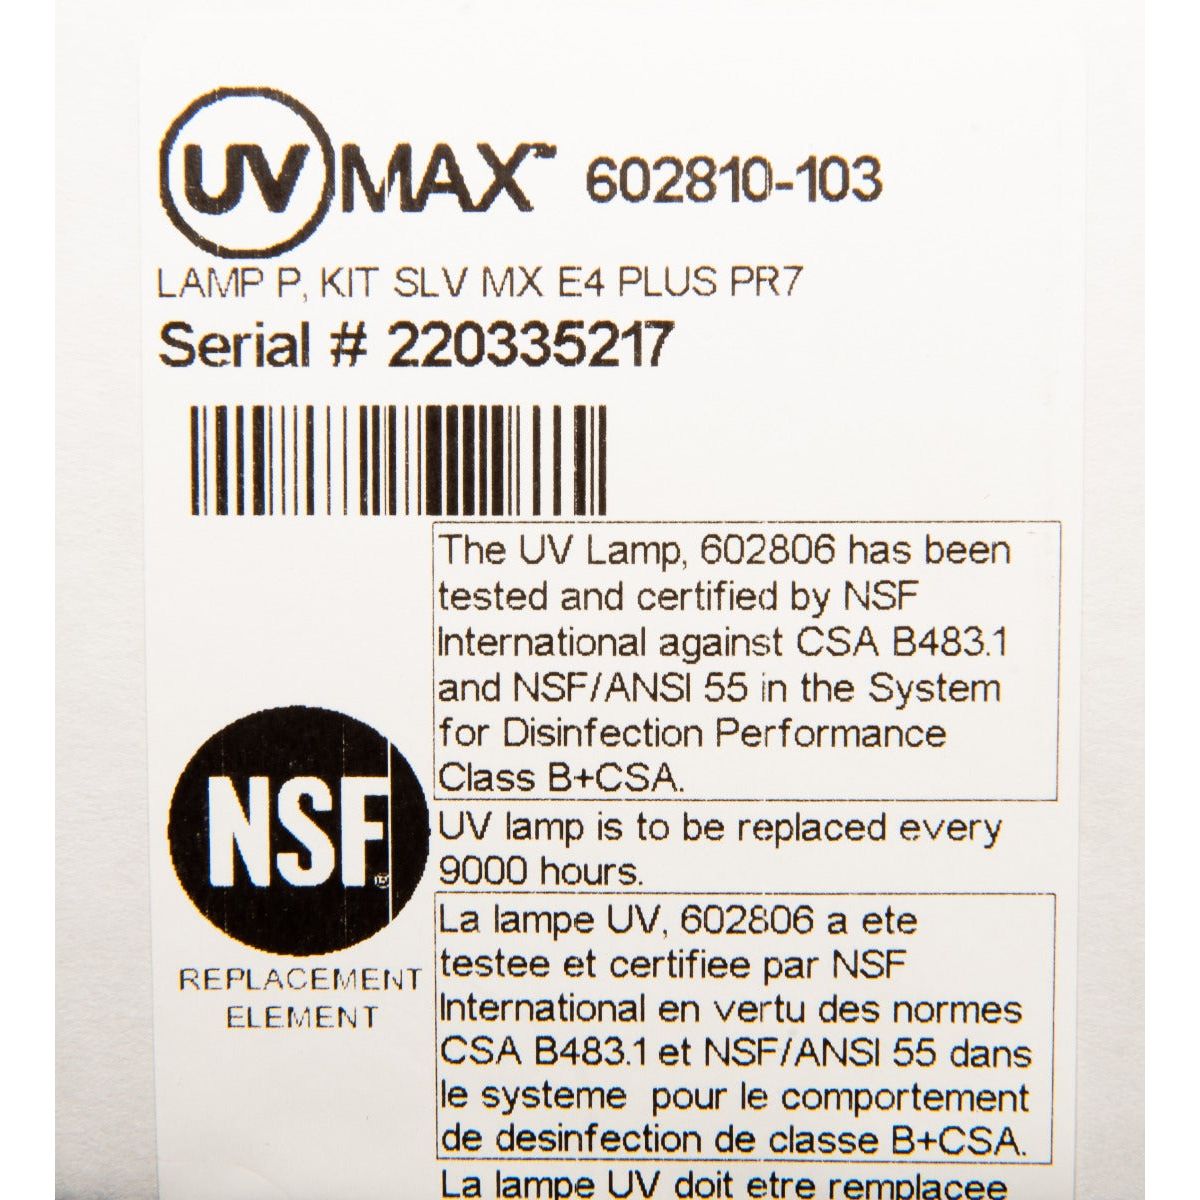 UVMAX™ 602810-103
LAMP P, KIT SLV MX E4 PLUS PR7
Serial # 220335217
The UV Lamp, 602806 has been
tested and certified by NSF
International against CSA B483.1
and NSF/ANSI 55 in the System
for Disinfection Performance
Class B+CSA.
UV lamp is to be replaced every
9000 hours.
NSF®
REPLACEMENT
ELEMENT
La lampe UV, 602806 a ete
testee et certifiee par NSF
International en vertu des normes
CSA B483.1 et NSF/ANSI 55 dans
le systeme pour le comportement
de desinfection de classe B+CSA.
La lampe UV doit etre remplacee